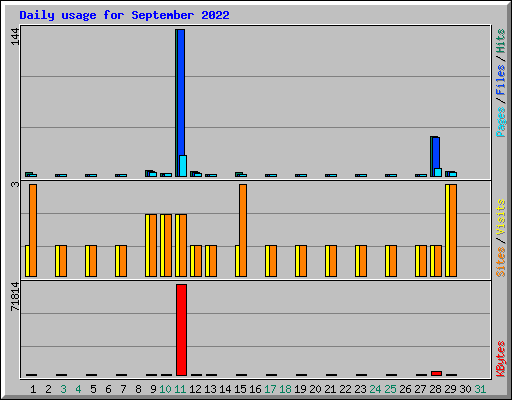 Daily usage for September 2022
144
3
71814
Pages / Files / Hits
Sites / Visits
KBytes
1 2 3 4 5 6 7 8 9 10 11 12 13 14 15 16 17 18 19 20 21 22 23 24 25 26 27 28 29 30 31